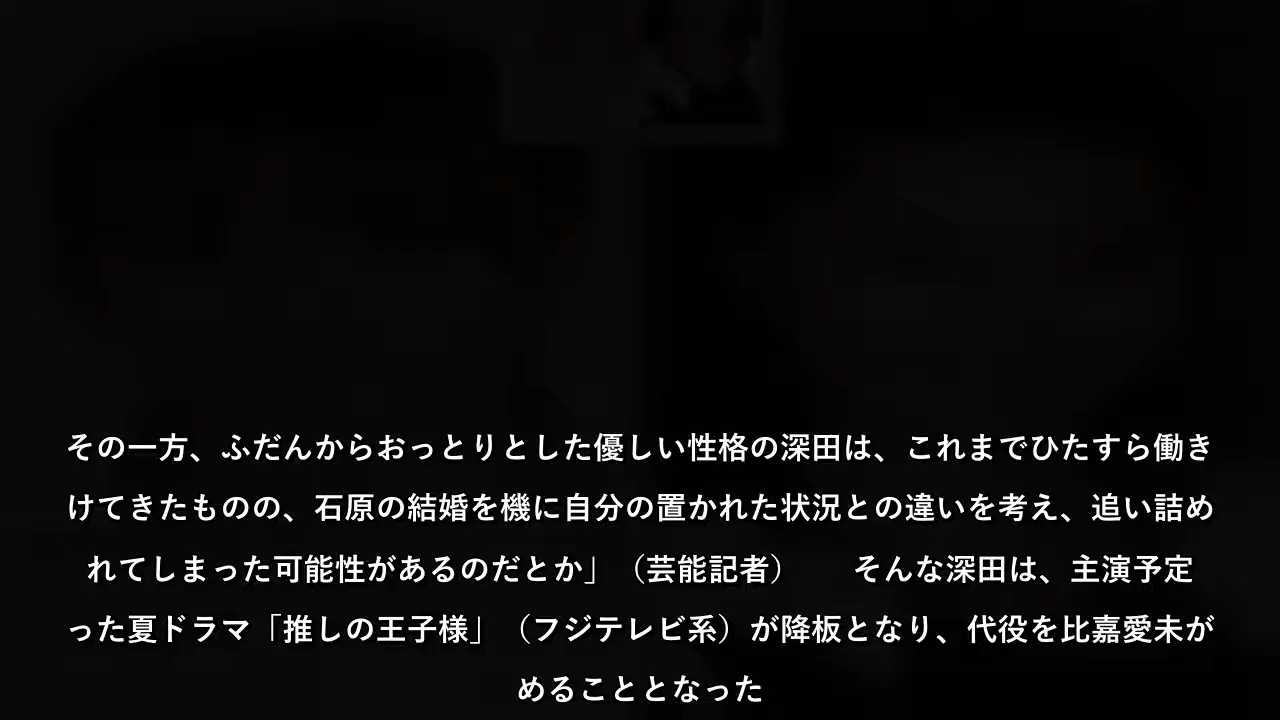 その一方、ふだんからおっとりとした優しい性格の深田は、これまでひたすら働き
けてきたものの、石原の結婚を機に自分の置かれた状況との違いを考え、追い詰め
れてしまった可能性があるのだとか」（芸能記者）　そんな深田は、主演予定
った夏ドラマ「推しの王子様」（フジテレビ系）が降板となり、代役を比嘉愛未が
めることとなった